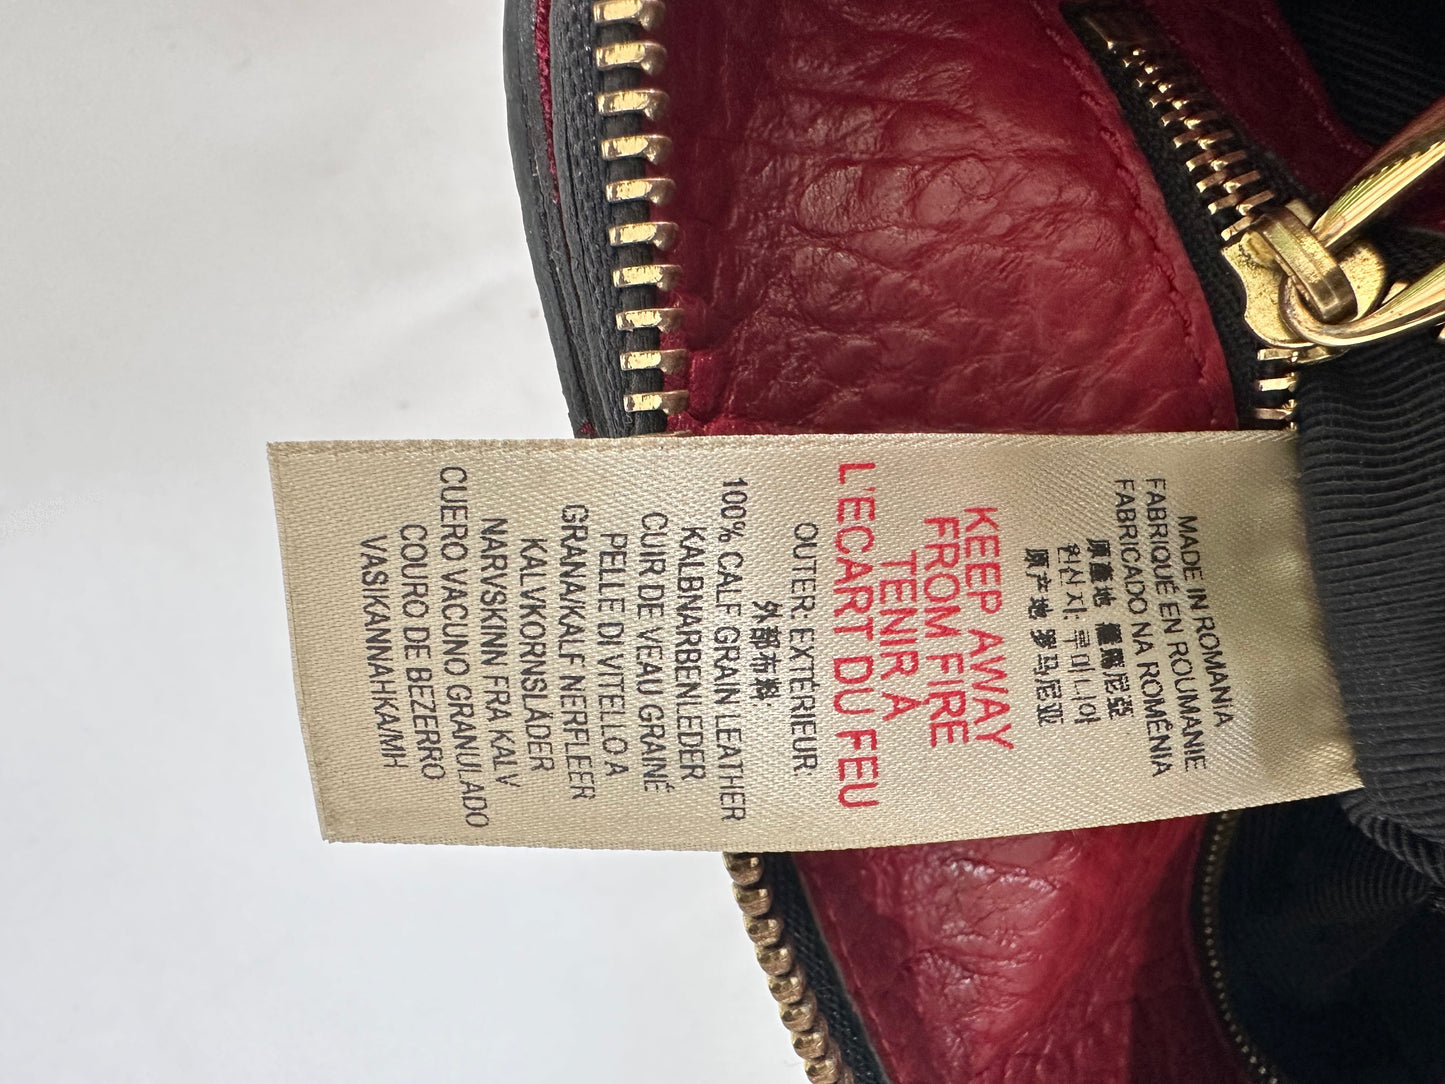 MADE IN ROMANIA
FABRIQUÉ EN ROUMANIE
FABRICADO NA ROMÉNIA
原產地 羅馬尼亞
원산지: 루마니아
原产地 罗马尼亚
KEEP AWAY
FROM FIRE
TENIR À
L'ÉCART DU FEU
OUTER: EXTÉRIEUR:
外部布料:
100% CALF GRAIN LEATHER
KALBNARBENLEDER
CUIR DE VEAU GRAINÉ
PELLE DI VITELLO A
GRANA/KALF NERFLEER
KALVKORNSLÄDER
NARVSKINN FRA KALV
CUERO VACUNO GRANULADO
COURO DE BEZERRO
VASIKANNAHKA/MH